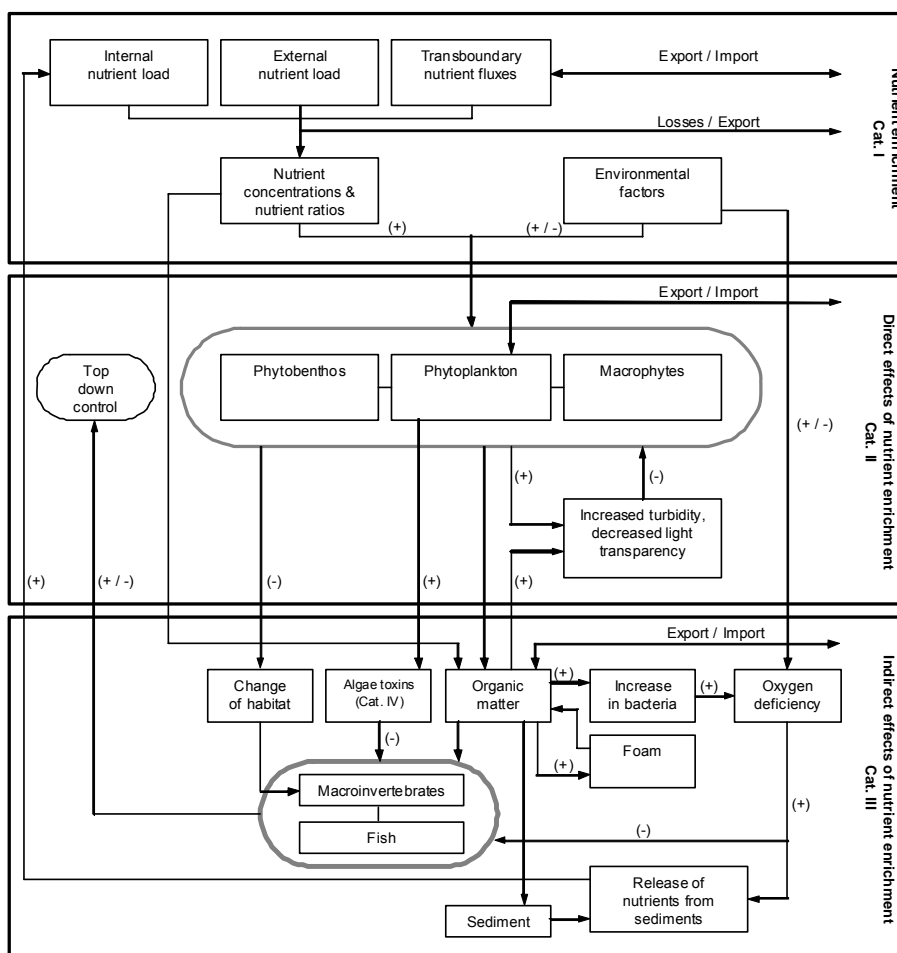 Internal
nutrient load
External
nutrient load
Transboundary
nutrient fluxes
Export / Import
Losses / Export
Nutrient
concentrations &
nutrient ratios
Environmental
factors
(+)
(+ / -)
Nutrient enrichment
Cat. I
Export / Import
Top
down
control
Phytobenthos
Phytoplankton
Macrophytes
(+ / -)
(+)
(-)
Increased turbidity,
decreased light
transparency
(+)
(+ / -)
(-)
(+)
(+)
Direct effects of nutrient enrichment
Cat. II
Export / Import
Change
of habitat
Algae toxins
(Cat. IV)
Organic
matter
(+)
Increase
in bacteria
(+)
Oxygen
deficiency
(-)
Foam
(+)
Macroinvertebrates
(+)
Fish
(-)
Release of
nutrients from
sediments
Sediment
Indirect effects of nutrient enrichment
Cat. III